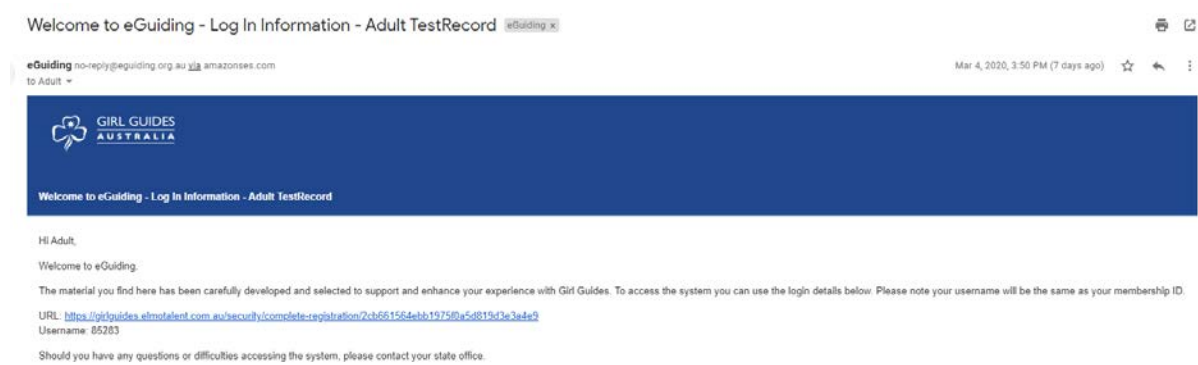 Welcome to eGuiding - Log In Information - Adult TestRecord eGuiding x
eGuiding no-reply@eguiding.org.au via amazonses.com Mar 4, 2020, 3:50 PM (7 days ago)
to Adult
GIRL GUIDES
AUSTRALIA
Welcome to eGuiding - Log In Information - Adult TestRecord
Hi Adult,
Welcome to eGuiding.
The material you find here has been carefully developed and selected to support and enhance your experience with Girl Guides. To access the system you can use the login details below. Please note your username will be the same as your membership ID.
URL: https://girlguides.elmotalent.com.au/security/complete-registration/2cb661564ebb1975f0a5d819d3e3a4e9
Username: 85283
Should you have any questions or difficulties accessing the system, please contact your state office.